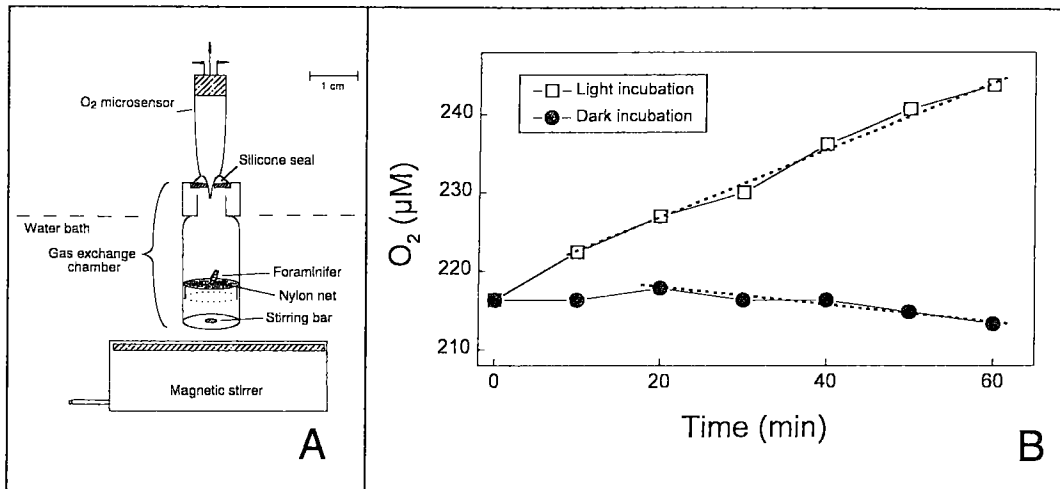 1 cm
O₂ microsensor
Silicone seal
Water bath
Gas exchange
chamber
Foraminifer
Nylon net
Stirring bar
Magnetic stirrer
A
Light incubation
Dark incubation
240
230
220
210
O₂ (µM)
0 20 40 60
Time (min)
B